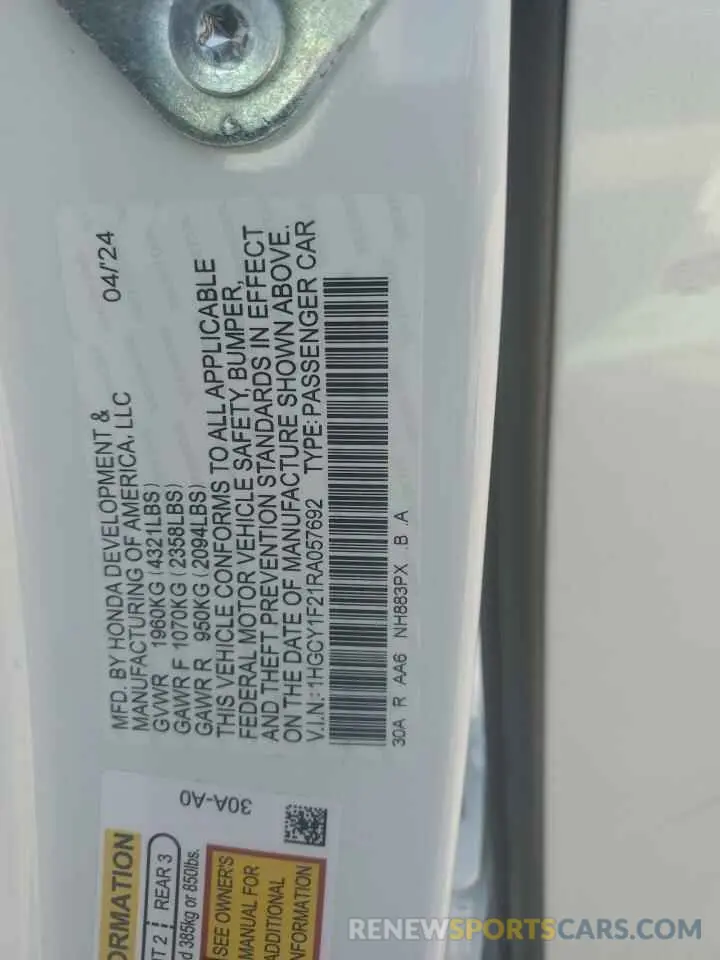 MFD. BY HONDA DEVELOPMENT & 04/'24
MANUFACTURING OF AMERICA, LLC
GVWR 1960KG (4321LBS)
GAWR F 1070KG (2358LBS)
GAWR R 950KG (2094LBS)
THIS VEHICLE CONFORMS TO ALL APPLICABLE
FEDERAL MOTOR VEHICLE SAFETY, BUMPER,
AND THEFT PREVENTION STANDARDS IN EFFECT
ON THE DATE OF MANUFACTURE SHOWN ABOVE.
V.I.N.:1HGCY1F21RA057692 TYPE:PASSENGER CAR
30A R AA6 NH883PX .B .A
30A-A0
ORMATION
NT 2 REAR 3
d 385kg or 850lbs.
SEE OWNER'S
MANUAL FOR
ADDITIONAL
NFORMATION
RENEWSPORTSCARS.COM